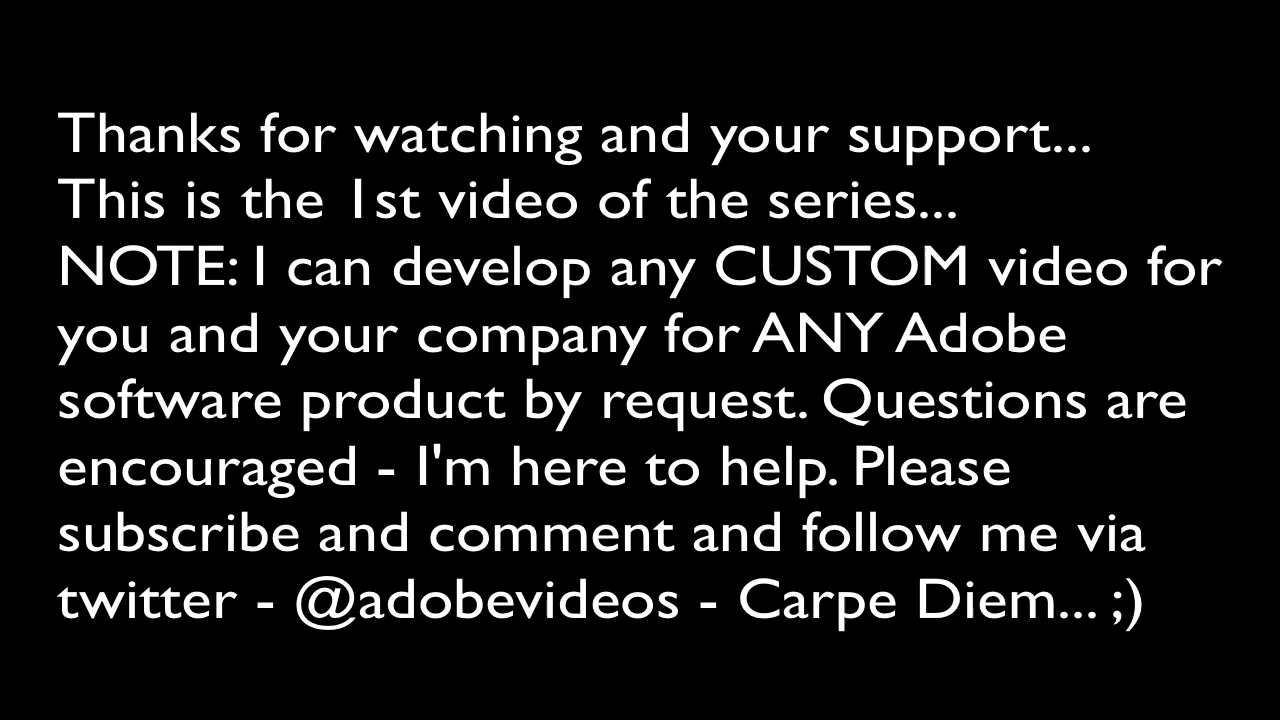 Thanks for watching and your support...
This is the 1st video of the series...
NOTE: I can develop any CUSTOM video for
you and your company for ANY Adobe
software product by request. Questions are
encouraged - I'm here to help. Please
subscribe and comment and follow me via
twitter - @adobevideos - Carpe Diem... ;)